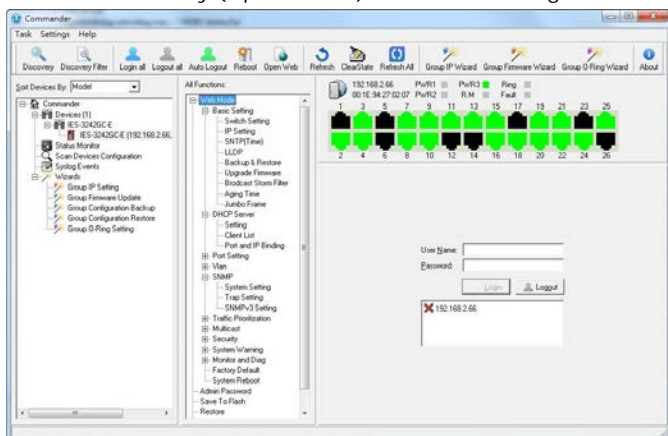 Commander
Task Settings Help
Discovery Discovery Filter Login all Logout all Auto Logout Reboot Open Web Refresh ClearState Refresh All Group IP Wizard Group Firmware Wizard Group O-Ring Wizard About
Sort Devices By: Model
Commander
Devices (1)
IES-3242GC-E
IES-3242GC-E (192.168.2.66,
Status Monitor
Scan Devices Configuration
Syslog Events
Wizards
Group IP Setting
Group Firmware Update
Group Configuration Backup
Group Configuration Restore
Group O-Ring Setting
All Functions:
Web Mode
Basic Setting
Switch Setting
IP Setting
SNTP(Time)
LLDP
Backup & Restore
Upgrade Firmware
Brodcast Storm Filter
Aging Time
Jumbo Frame
DHCP Server
Setting
Client List
Port and IP Binding
Port Setting
Vlan
SNMP
System Setting
Trap Setting
SNMPv3 Setting
Traffic Prioritization
Multicast
Security
System Warning
Monitor and Diag
Factory Default
System Reboot
Admin Password
Save To Flash
Restore
192.168.2.66 PWR1 PWR3 Ring
00:1E:94:27:02:07 PWR2 R.M Fault
1 3 5 7 9 11 13 15 17 19 21 23 25
2 4 6 8 10 12 14 16 18 20 22 24 26
User Name:
Password:
Login Logout
192.168.2.66